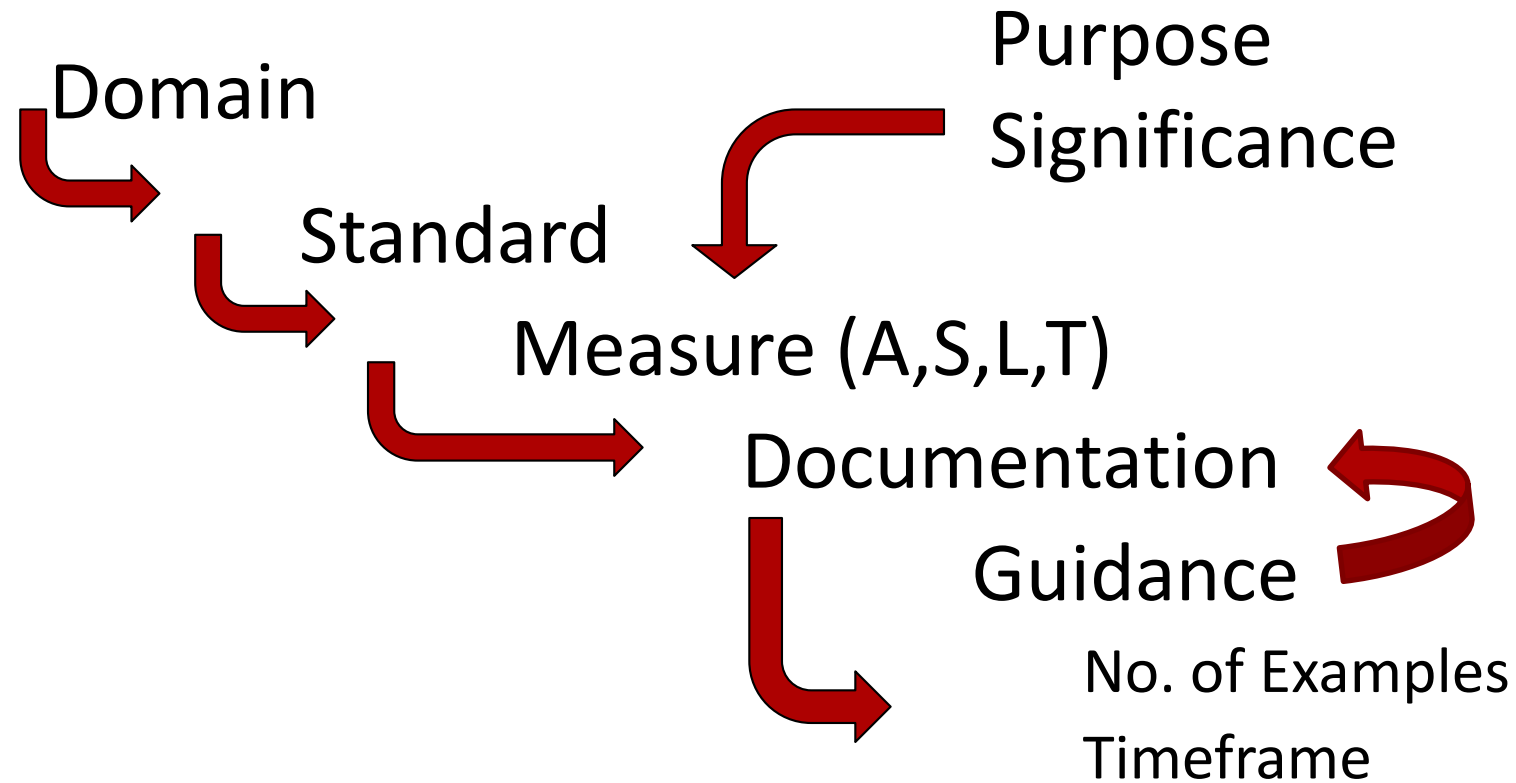 Purpose
Domain
Significance
Standard
Measure (A,S,L,T)
Documentation
Guidance
No. of Examples
Timeframe